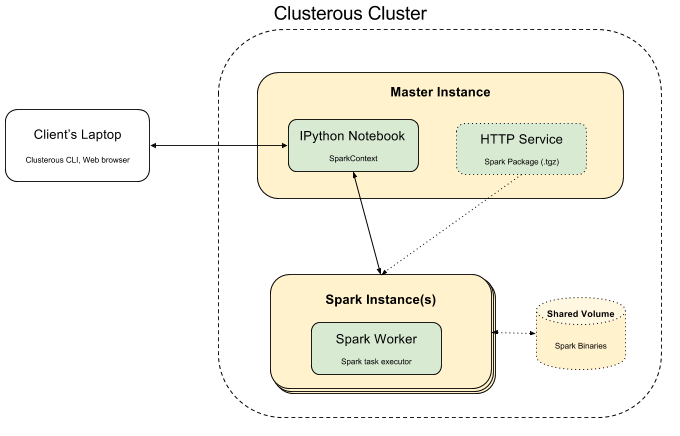 Clusterous Cluster
Master Instance
Client's Laptop
Clusterous CLI, Web browser
IPython Notebook
SparkContext
HTTP Service
Spark Package (.tgz)
Spark Instance(s)
Spark Worker
Spark task executor
Shared Volume
Spark Binaries